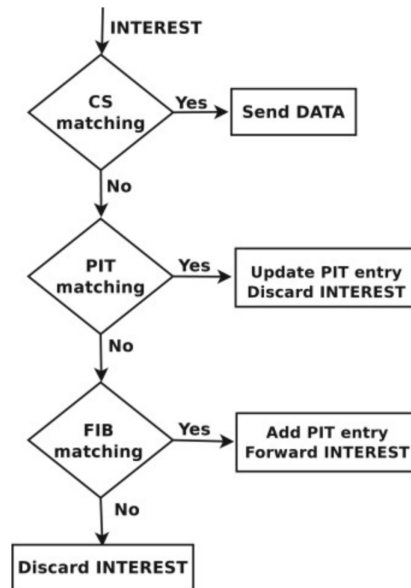 INTEREST
CS
matching
Yes
Send DATA
No
PIT
matching
Yes
Update PIT entry
Discard INTEREST
No
FIB
matching
Yes
Add PIT entry
Forward INTEREST
No
Discard INTEREST